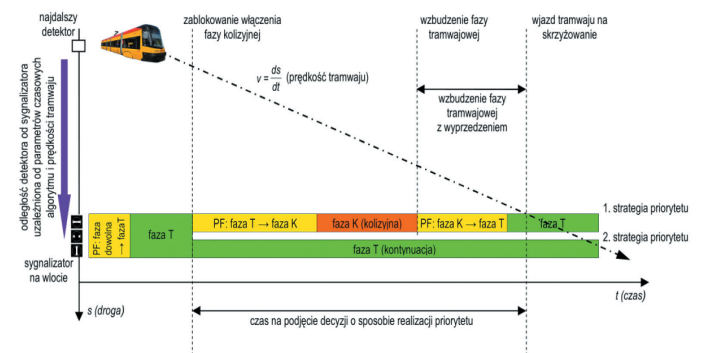 najdalszy
detektor
zablokowanie włączenia
fazy kolizyjnej
wzbudzenie fazy
tramwajowej
wjazd tramwaju na
skrzyżowanie
v = ds/dt (prędkość tramwaju)
wzbudzenie fazy
tramwajowej
z wyprzedzeniem
odległość detektora od sygnalizatora
uzależniona od parametrów czasowych
algorytmu i prędkości tramwaju
PF: faza
dowolna
→ fazaT
faza T
PF: faza T → faza K
faza K (kolizyjna)
PF: faza K → faza T
faza T
1. strategia priorytetu
faza T (kontynuacja)
2. strategia priorytetu
sygnalizator
na wlocie
t (czas)
s (droga)
czas na podjęcie decyzji o sposobie realizacji priorytetu